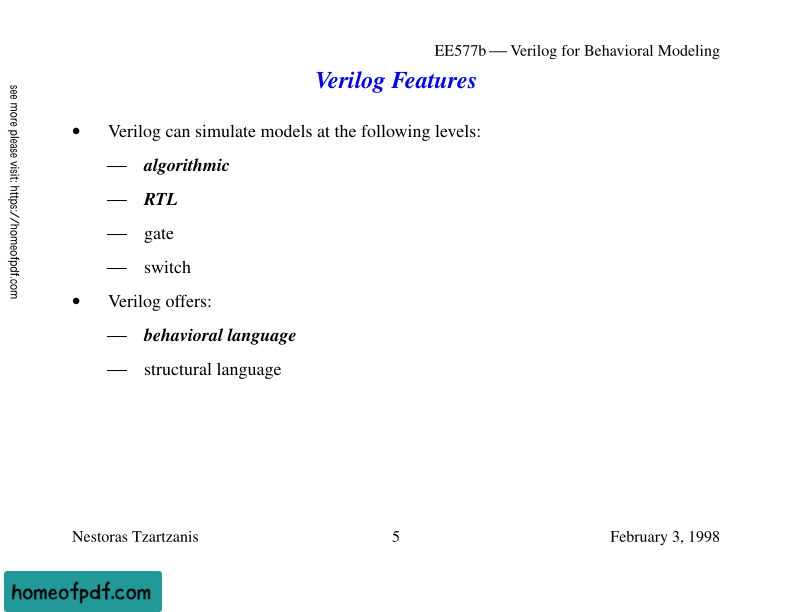 EE577b — Verilog for Behavioral Modeling
Verilog Features
• Verilog can simulate models at the following levels:
— algorithmic
— RTL
— gate
— switch
• Verilog offers:
— behavioral language
— structural language
Nestoras Tzartzanis 5 February 3, 1998
see more please visit: https://homeofpdf.com
homeofpdf.com